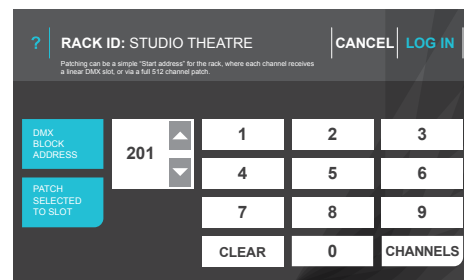 ? RACK ID: STUDIO THEATRE CANCEL LOG IN
Patching can be a simple "Start address" for the rack, where each channel receives
a linear DMX slot, or via a full 512 channel patch.
DMX
BLOCK
ADDRESS
201
1 2 3
4 5 6
PATCH
SELECTED
TO SLOT
7 8 9
CLEAR 0 CHANNELS